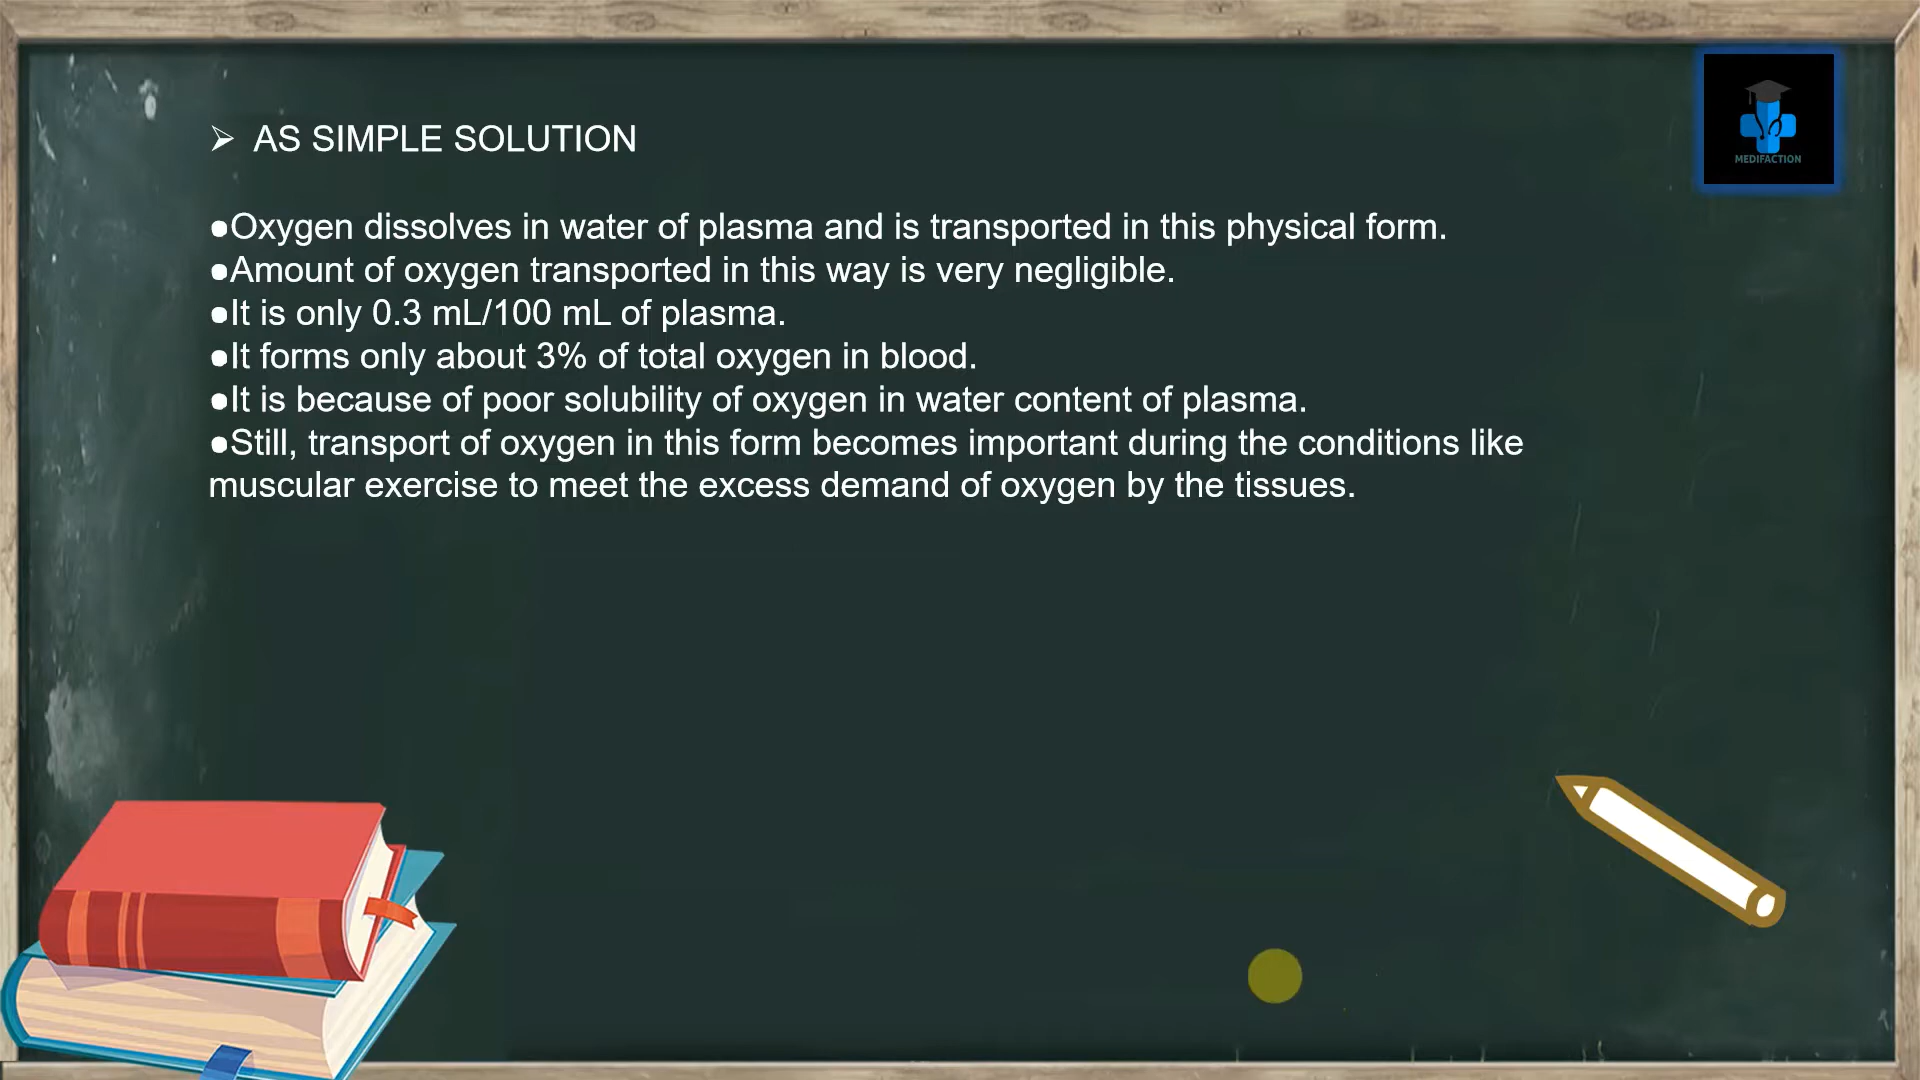 ➢ AS SIMPLE SOLUTION
●Oxygen dissolves in water of plasma and is transported in this physical form.
●Amount of oxygen transported in this way is very negligible.
●It is only 0.3 mL/100 mL of plasma.
●It forms only about 3% of total oxygen in blood.
●It is because of poor solubility of oxygen in water content of plasma.
●Still, transport of oxygen in this form becomes important during the conditions like
muscular exercise to meet the excess demand of oxygen by the tissues.
MEDIFACTION